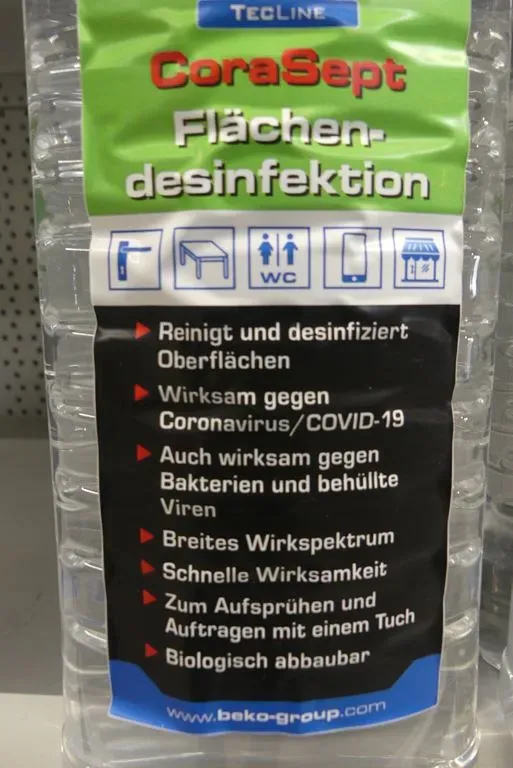 TECLINE
CoraSept
Flächen-
desinfektion
WC
Reinigt und desinfiziert
Oberflächen
Wirksam gegen
Coronavirus/COVID-19
Auch wirksam gegen
Bakterien und behüllte
Viren
Breites Wirkspektrum
Schnelle Wirksamkeit
Zum Aufsprühen und
Auftragen mit einem Tuch
Biologisch abbaubar
www.beko-group.com